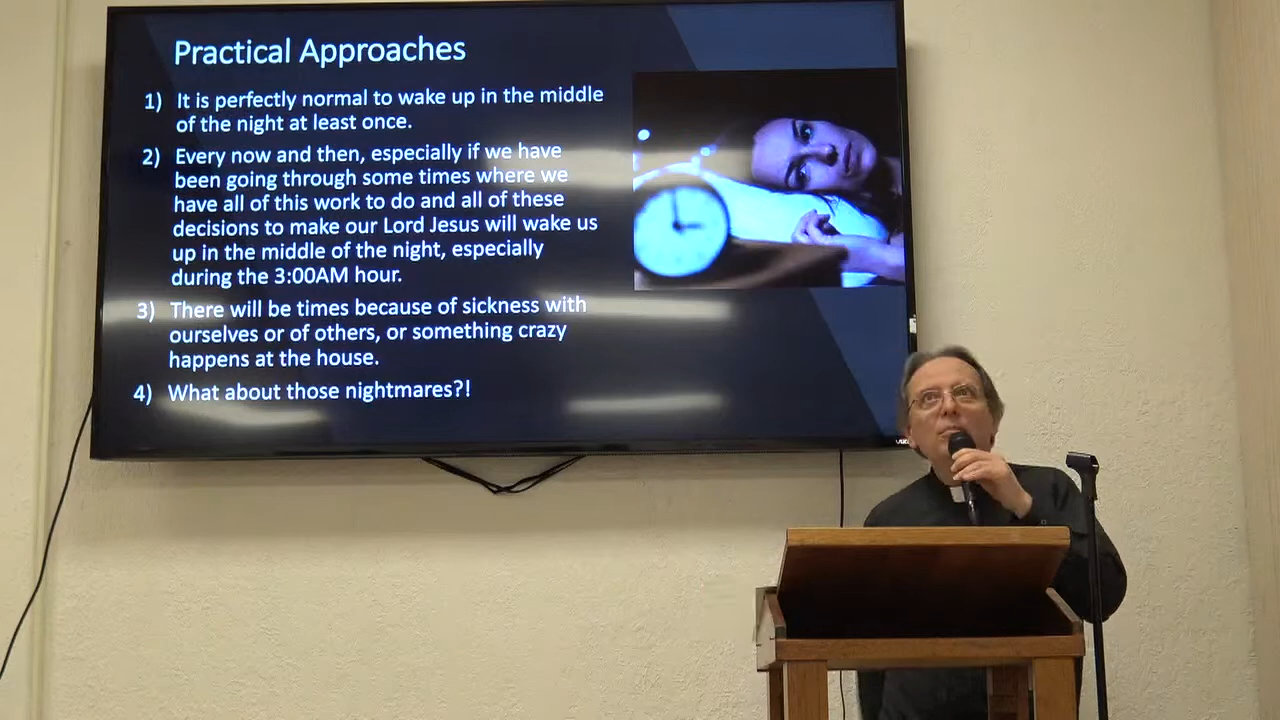 Practical Approaches
1) It is perfectly normal to wake up in the middle
of the night at least once.
2) Every now and then, especially if we have
been going through some times where we
have all of this work to do and all of these
decisions to make our Lord Jesus will wake us
up in the middle of the night, especially
during the 3:00AM hour.
3) There will be times because of sickness with
ourselves or of others, or something crazy
happens at the house.
4) What about those nightmares?!